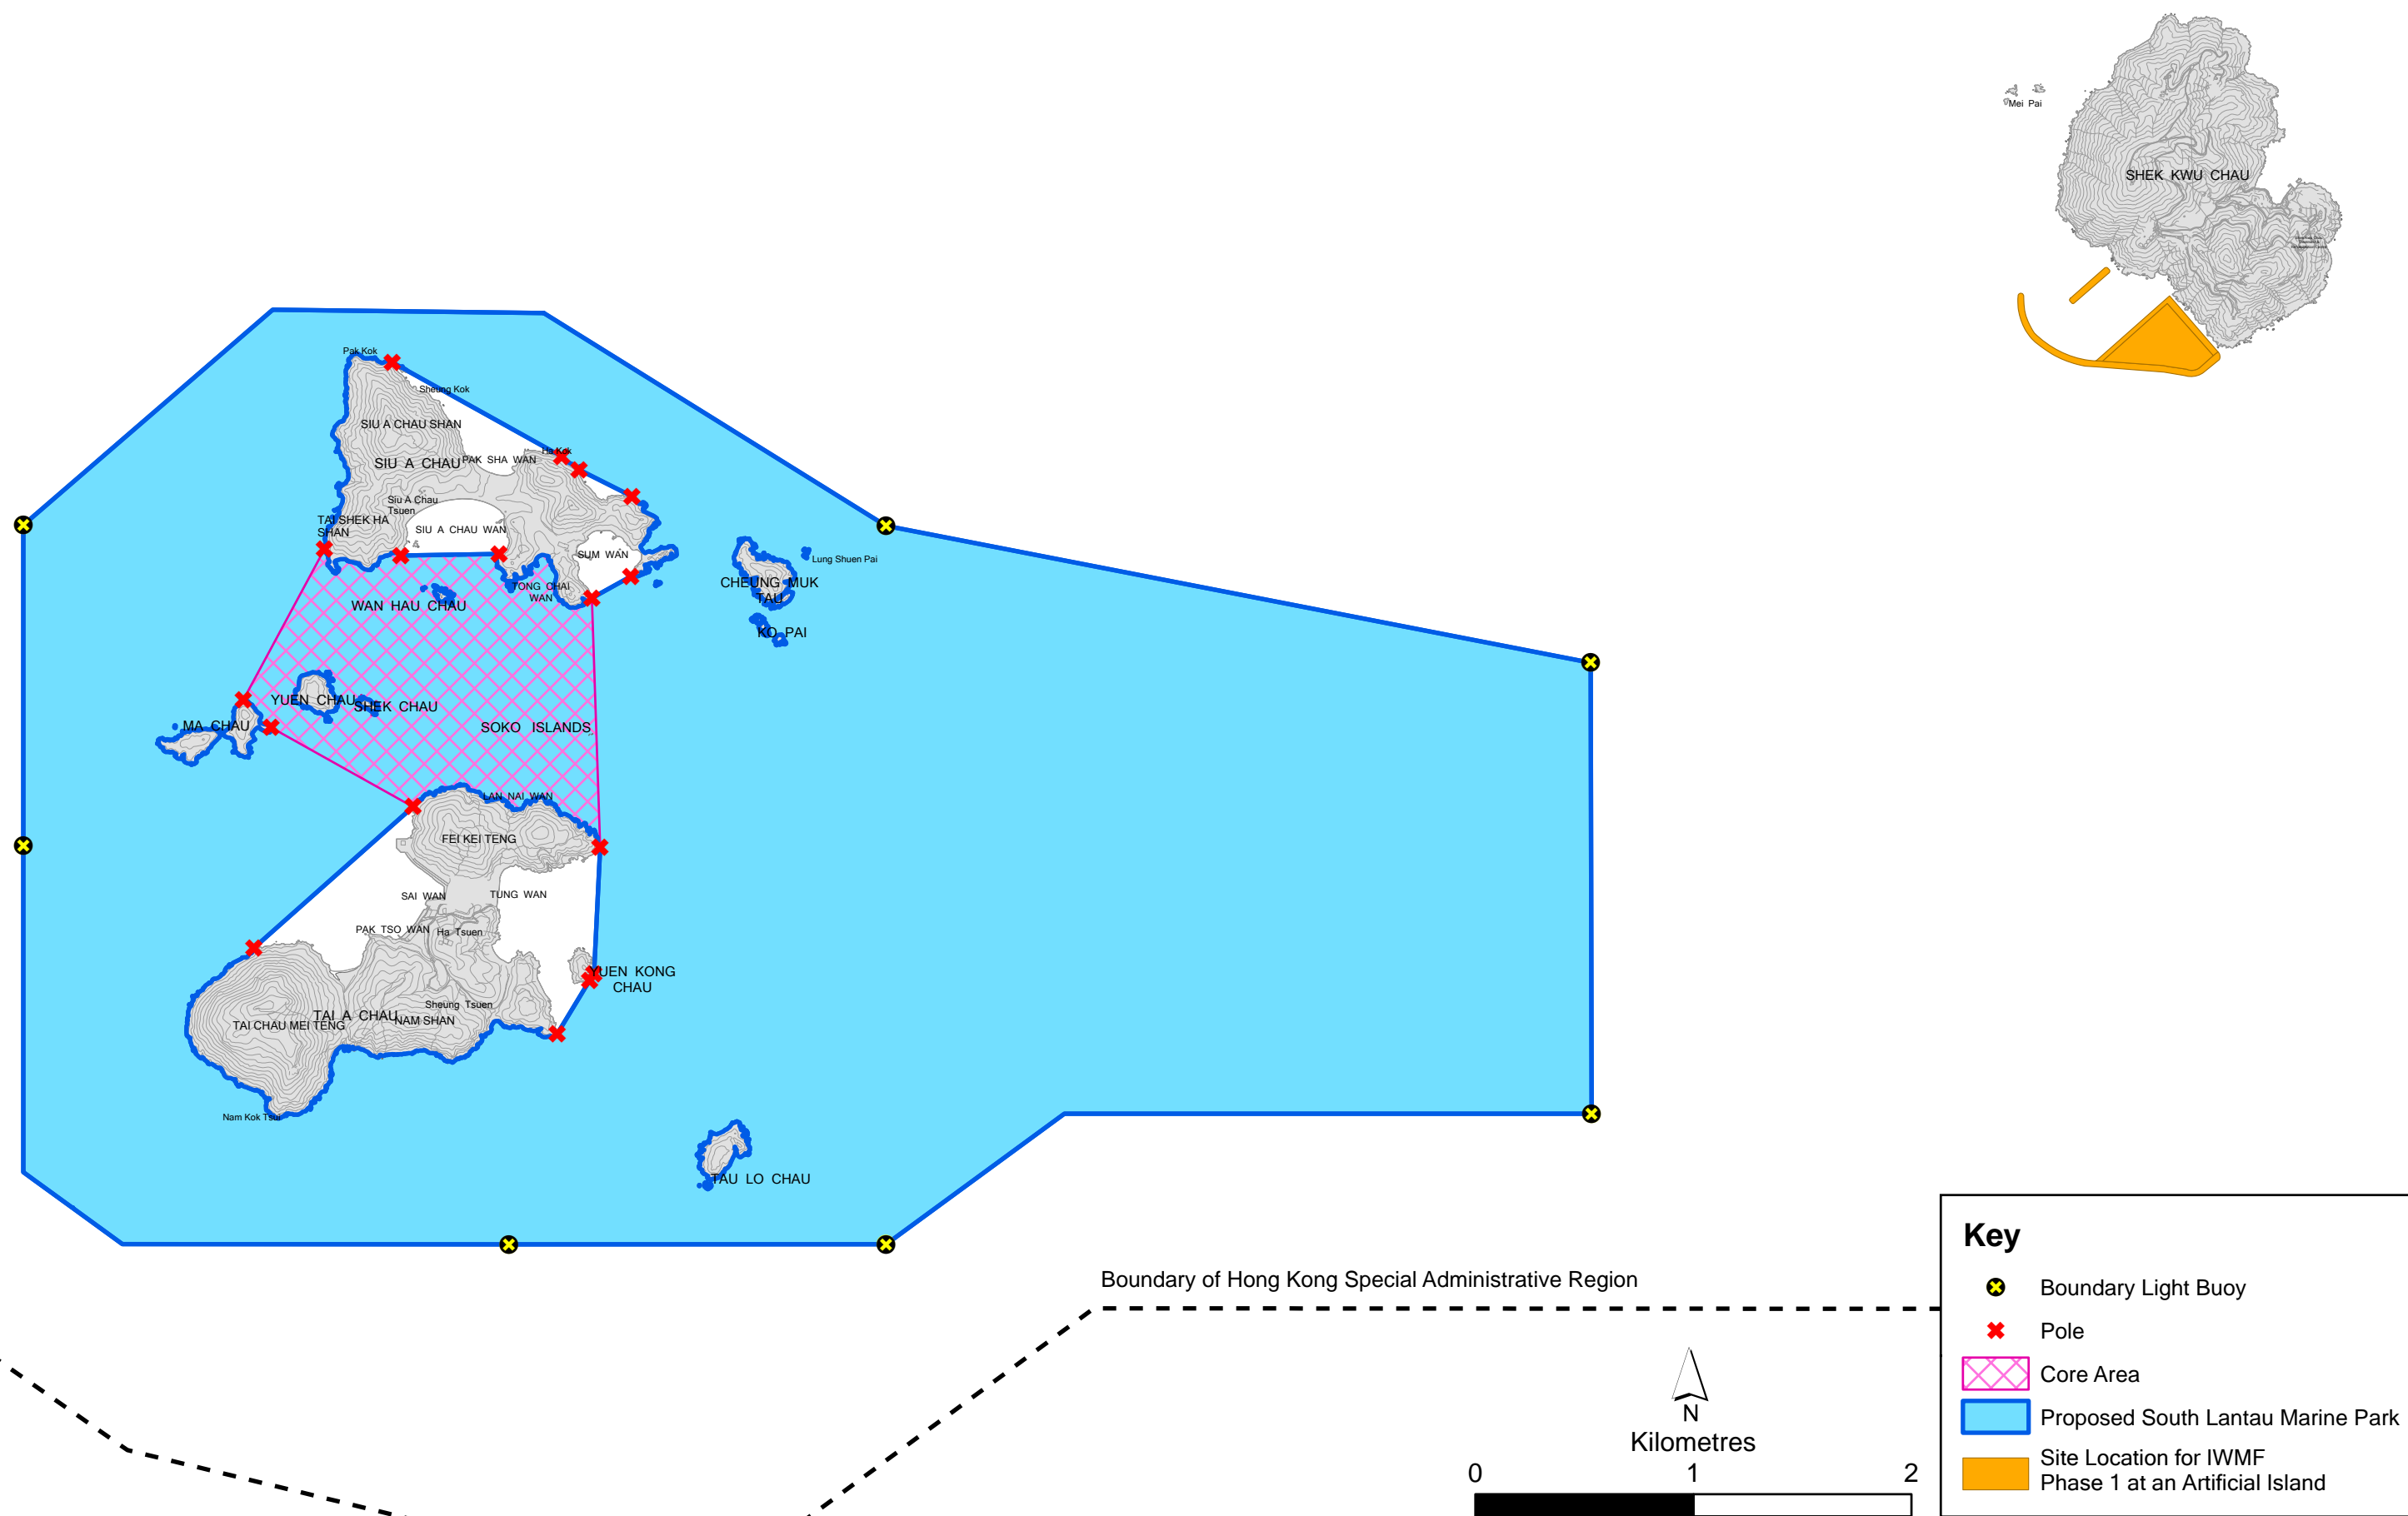 Mei Pai
SHEK KWU CHAU
Pak Kok
Sheung Kok
SIU A CHAU SHAN
Ha Kok
SIU A CHAU
PAK SHA WAN
Siu A Chau
Tsuen
TAI SHEK HA
SHAN
SIU A CHAU WAN
SUM WAN
Lung Shuen Pai
CHEUNG MUK
TAU
TONG CHAI
WAN
WAN HAU CHAU
KO PAI
YUEN CHAU
SHEK CHAU
MA CHAU
SOKO ISLANDS
LAN NAI WAN
FEI KEI TENG
SAI WAN
TUNG WAN
PAK TSO WAN
Ha Tsuen
YUEN KONG
CHAU
Sheung Tsuen
TAI A CHAU
NAM SHAN
TAI CHAU MEI TENG
Nam Kok Tsui
TAU LO CHAU
Boundary of Hong Kong Special Administrative Region
N
Kilometres
0 1 2
Key
Boundary Light Buoy
Pole
Core Area
Proposed South Lantau Marine Park
Site Location for IWMF
Phase 1 at an Artificial Island